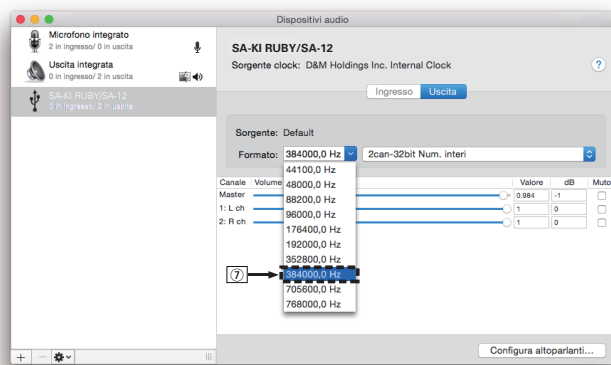 Dispositivi audio
Microfono integrato
2 in ingresso/ 0 in uscita
Uscita integrata
0 in ingresso/ 2 in uscita
SA-KI RUBY/SA-12
0 in ingresso/ 2 in uscita
SA-KI RUBY/SA-12
Sorgente clock: D&M Holdings Inc. Internal Clock
?
Ingresso Uscita
Sorgente: Default
Formato: 384000,0 Hz 2can-32bit Num. interi
44100,0 Hz
48000,0 Hz
88200,0 Hz
96000,0 Hz
176400,0 Hz
192000,0 Hz
352800,0 Hz
⑦ 384000,0 Hz
705600,0 Hz
768000,0 Hz
Canale Volume Valore dB Muto
Master 0.984 -1
1: L ch 1 0
2: R ch 1 0
Configura altoparlanti...